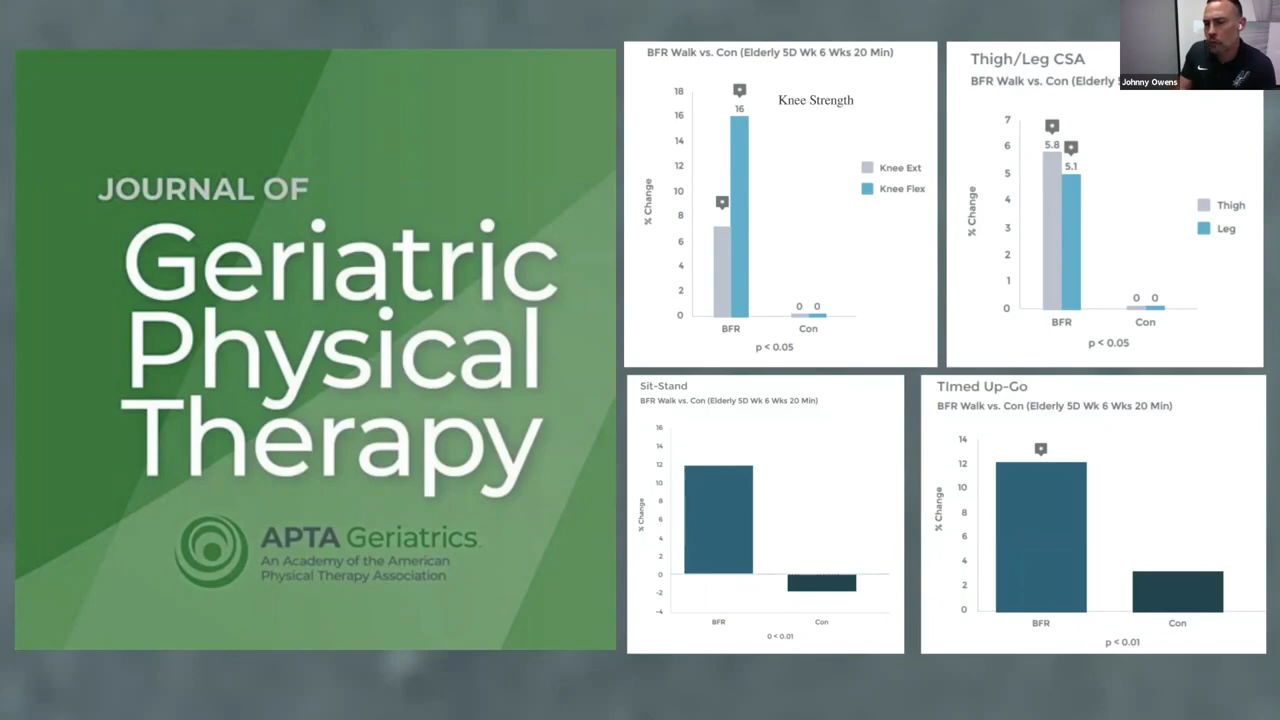 JOURNAL OF
Geriatric
Physical
Therapy
APTA Geriatrics
An Academy of the American
Physical Therapy Association
BFR Walk vs. Con (Elderly 5D Wk 6 Wks 20 Min)
Knee Strength
% Change
18
16
14
12
10
8
6
4
2
0
16
0 0
Knee Ext
Knee Flex
BFR Con
p < 0.05
Thigh/Leg CSA
BFR Walk vs. Con (Elderly 5
% Change
7
6
5
4
3
2
1
0
5.8
5.1
0 0
Thigh
Leg
BFR Con
p < 0.05
Johnny Owens
Sit-Stand
BFR Walk vs. Con (Elderly 5D Wk 6 Wks 20 Min)
% Change
16
14
12
10
8
6
4
2
0
-2
-4
BFR Con
0 < 0.01
TImed Up-Go
BFR Walk vs. Con (Elderly 5D Wk 6 Wks 20 Min)
% Change
14
12
10
8
6
4
2
0
BFR Con
p < 0.01